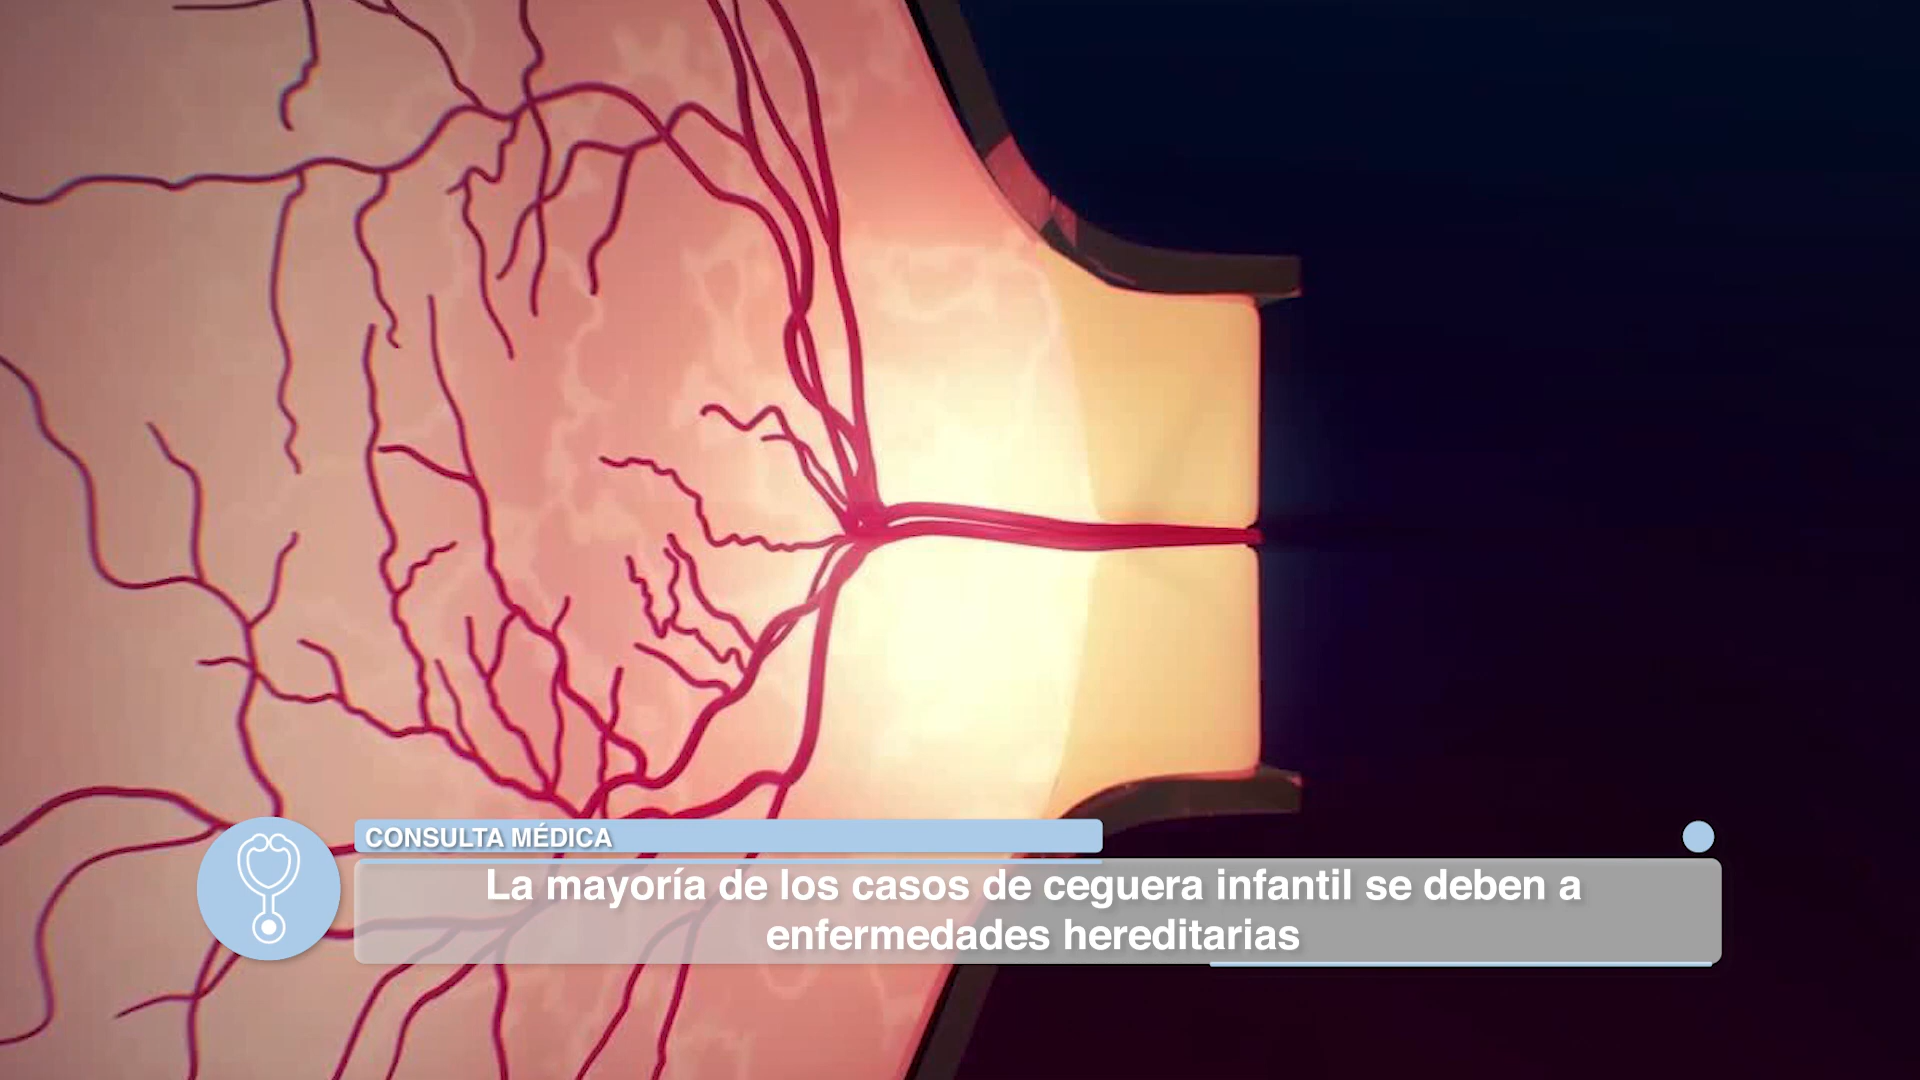 CONSULTA MÉDICA
La mayoría de los casos de ceguera infantil se deben a
enfermedades hereditarias